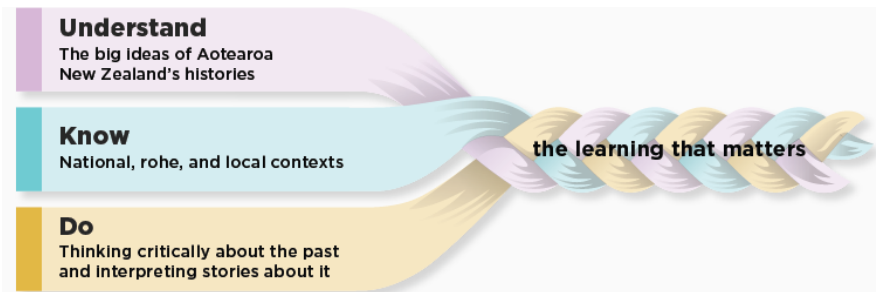 Understand
The big ideas of Aotearoa
New Zealand's histories
Know
National, rohe, and local contexts
Do
Thinking critically about the past
and interpreting stories about it
the learning that matters